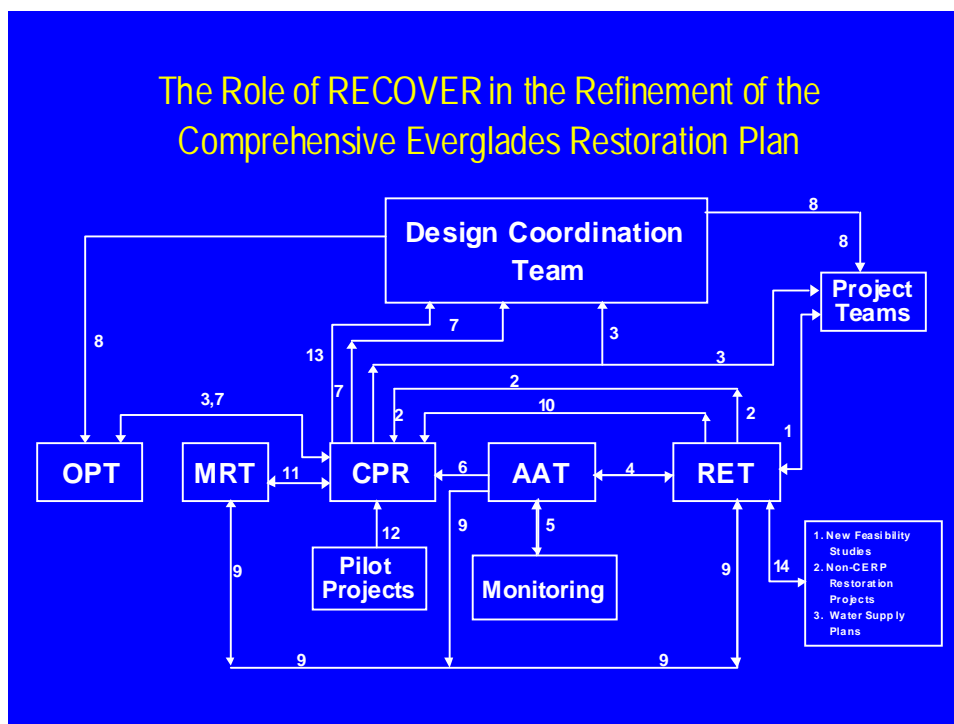 The Role of RECOVER in the Refinement of the
Comprehensive Everglades Restoration Plan
8
Design Coordination
Team
8
Project
Teams
8
13
7
3
3
7
3,7
2
2
10
2
1
OPT
MRT
11
CPR
6
AAT
4
RET
12
9
5
9
9
14
Pilot
Projects
Monitoring
1. New Feasibility
Studies
2. Non-CERP
Restoration
Projects
3. Water Supply
Plans
9
9